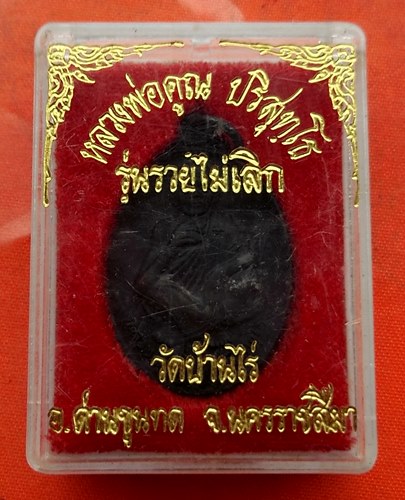 หลวงพ่อคูณ ปริสุทฺโธ
รุ่นรวยไม่เลิก
วัดบ้านไร่
อ.ด่านขุนทด จ.นครราชสีมา